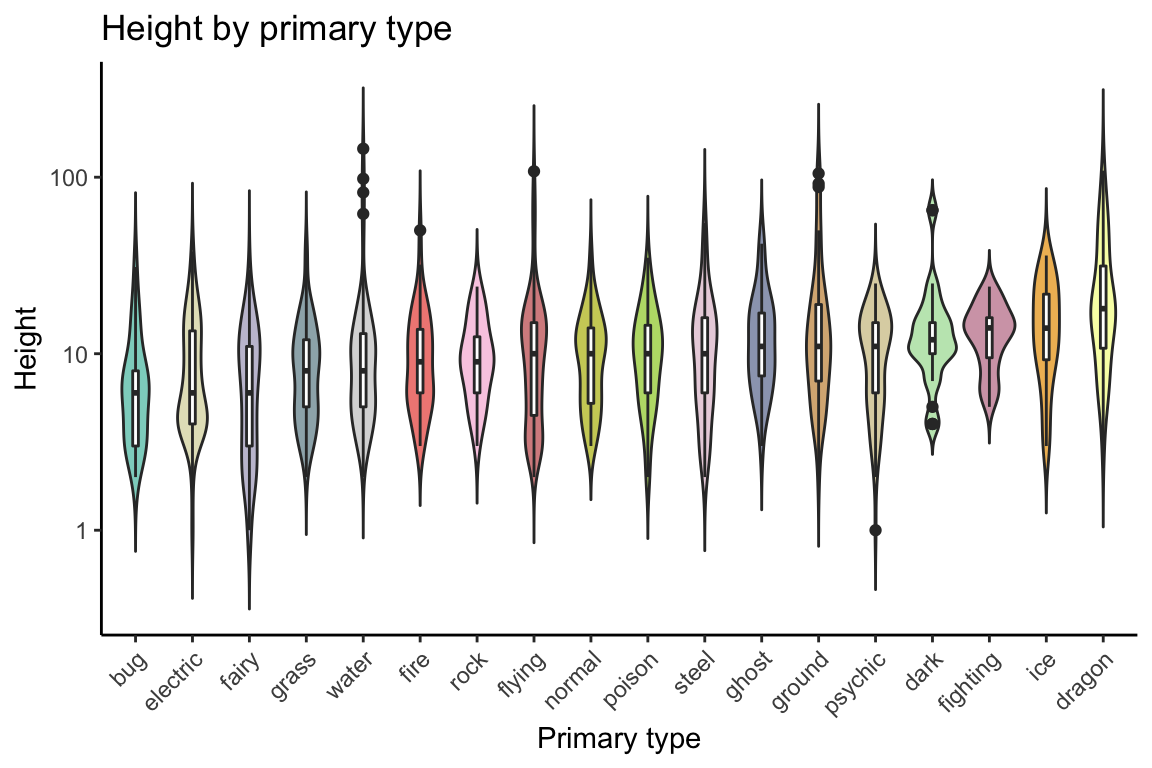 Height by primary type
Height
100
10
1
bug
electric
fairy
grass
water
fire
rock
flying
normal
poison
steel
ghost
ground
psychic
dark
fighting
ice
dragon
Primary type